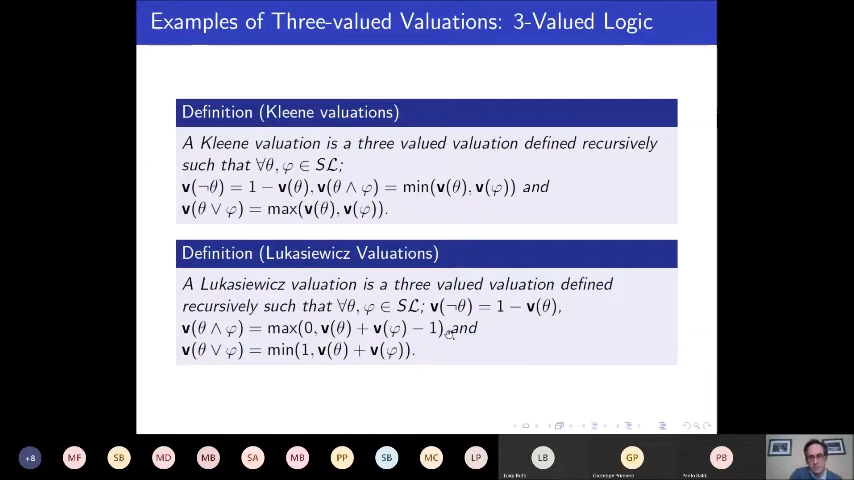 Examples of Three-valued Valuations: 3-Valued Logic
Definition (Kleene valuations)
A Kleene valuation is a three valued valuation defined recursively
such that ∀θ, φ ∈ Sℒ;
v(¬θ) = 1 − v(θ), v(θ ∧ φ) = min(v(θ), v(φ)) and
v(θ ∨ φ) = max(v(θ), v(φ)).
Definition (Lukasiewicz Valuations)
A Lukasiewicz valuation is a three valued valuation defined
recursively such that ∀θ, φ ∈ Sℒ; v(¬θ) = 1 − v(θ),
v(θ ∧ φ) = max(0, v(θ) + v(φ) − 1) and
v(θ ∨ φ) = min(1, v(θ) + v(φ)).
+8 MF SB MD MB SA MB PP SB MC LP LB GP PB
Giuseppe Primiero